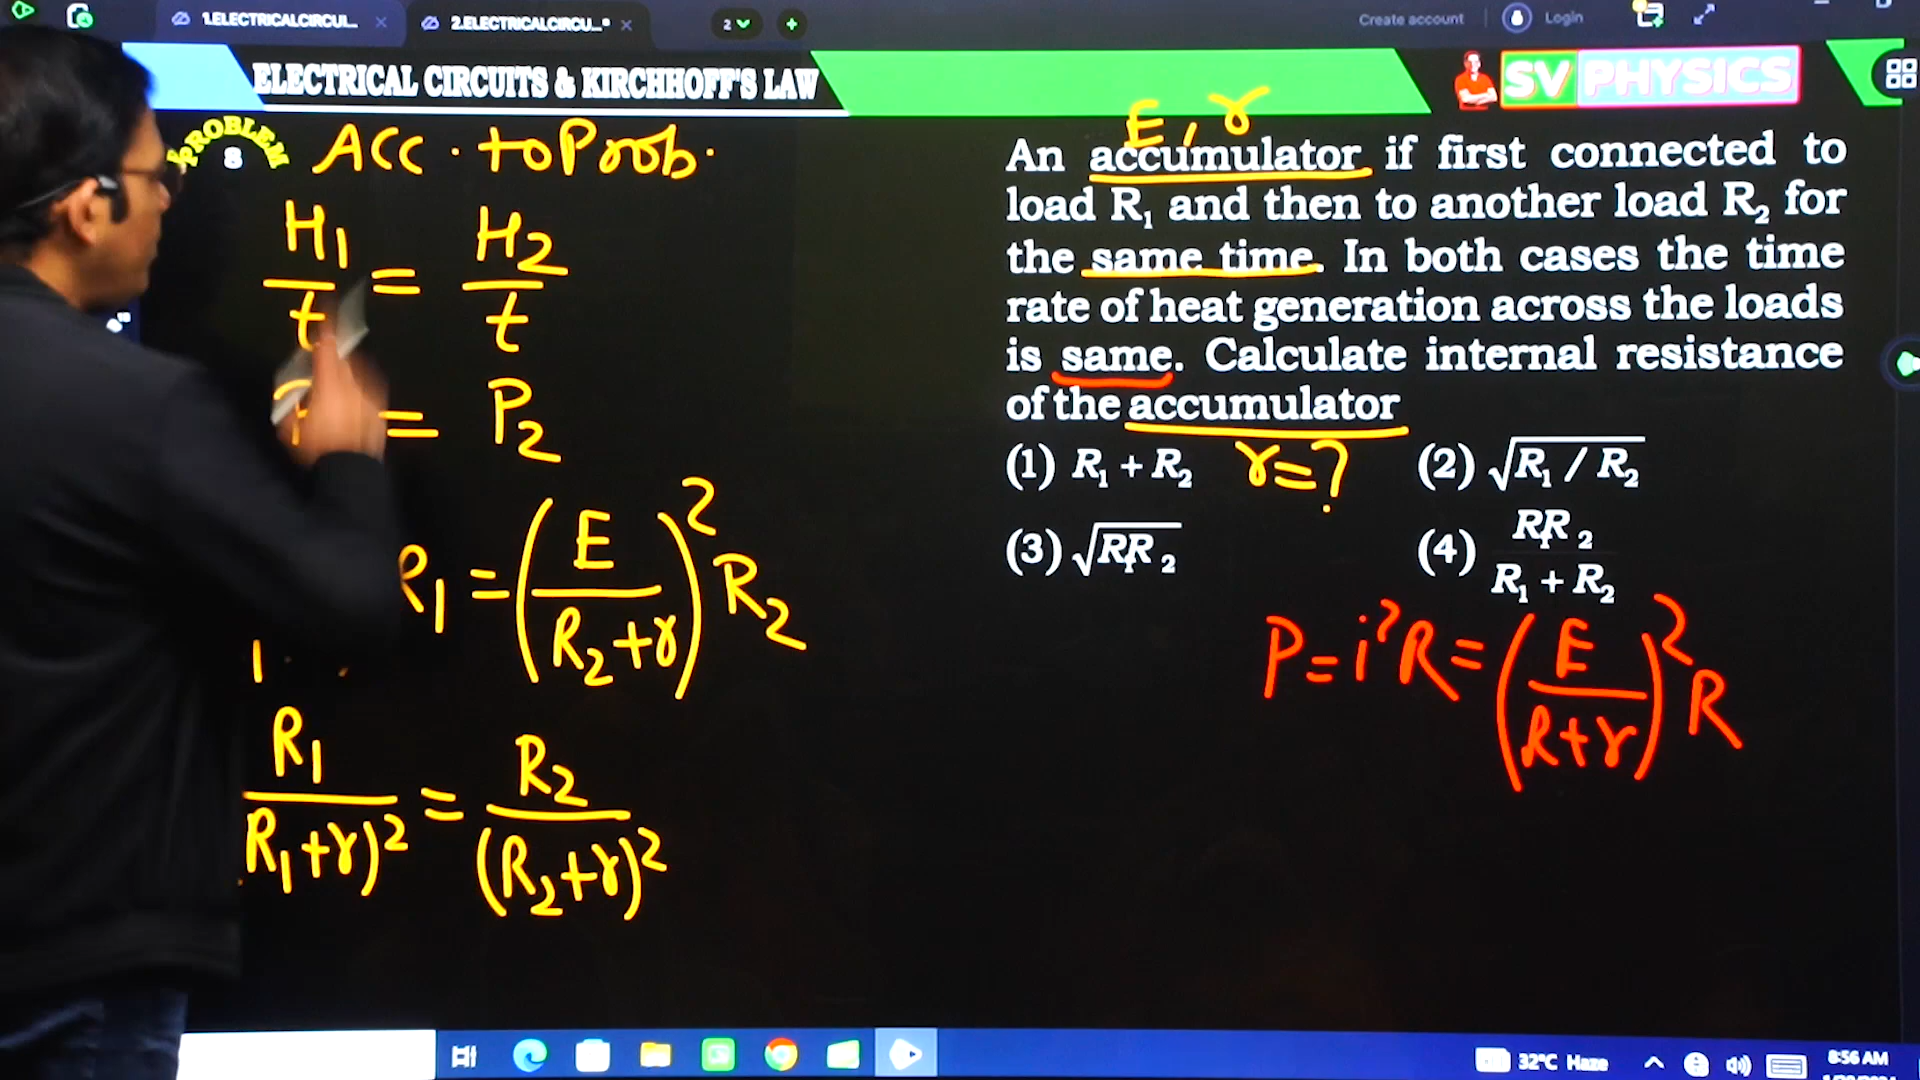 1.ELECTRICALCIRCUI...
2.ELECTRICALCIRCU...*
2
Create account
Login
ELECTRICAL CIRCUITS & KIRCHHOFF'S LAW
SV PHYSICS
PROBLEM
8
ACC. to Prob.
H₁/t = H₂/t
= P₂
R₁ = (E/(R₂+r))² R₂
R₁/(R₁+r)² = R₂/(R₂+r)²
E, r
An accumulator if first connected to
load R₁ and then to another load R₂ for
the same time. In both cases the time
rate of heat generation across the loads
is same. Calculate internal resistance
of the accumulator
r = ?
(1) R₁ + R₂ (2) √(R₁ / R₂)
(3) √(R₁R₂) (4) R₁R₂/(R₁ + R₂)
P = i²R = (E/(R+r))² R
32°C Haze
8:56 AM